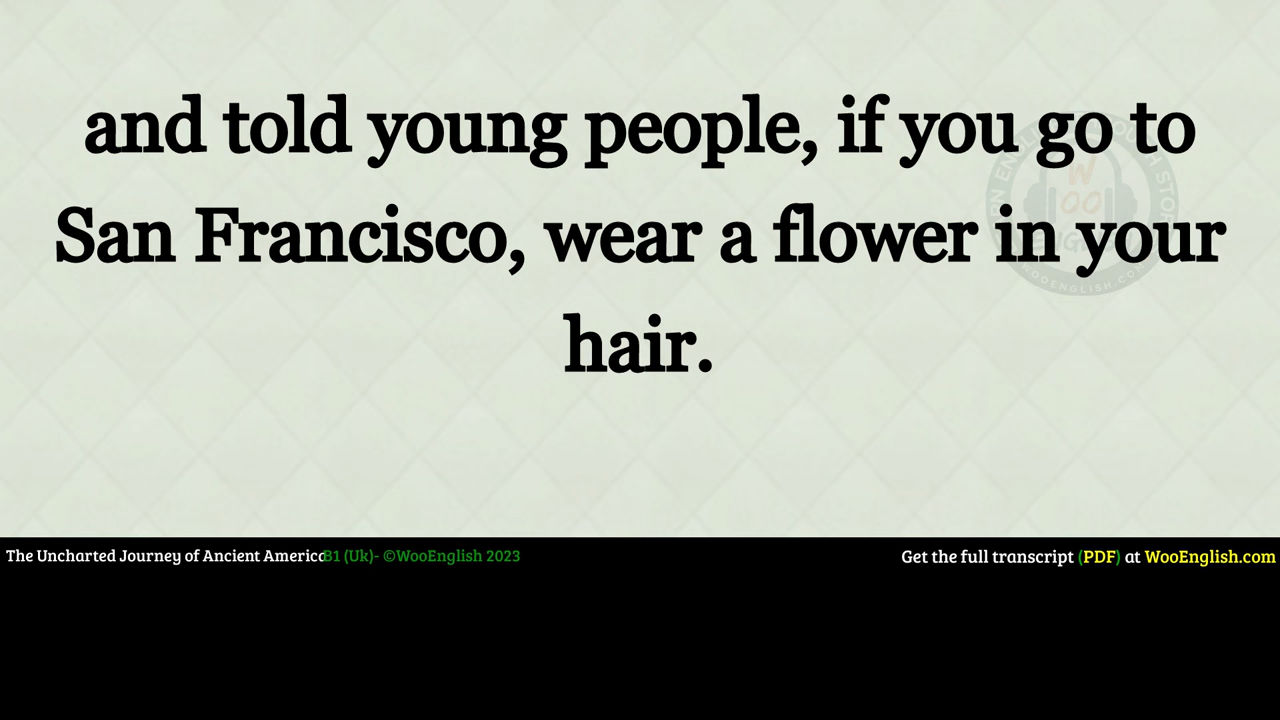 and told young people, if you go to
San Francisco, wear a flower in your
hair.
The Uncharted Journey of Ancient America B1 (Uk)- ©WooEnglish 2023
Get the full transcript (PDF) at WooEnglish.com